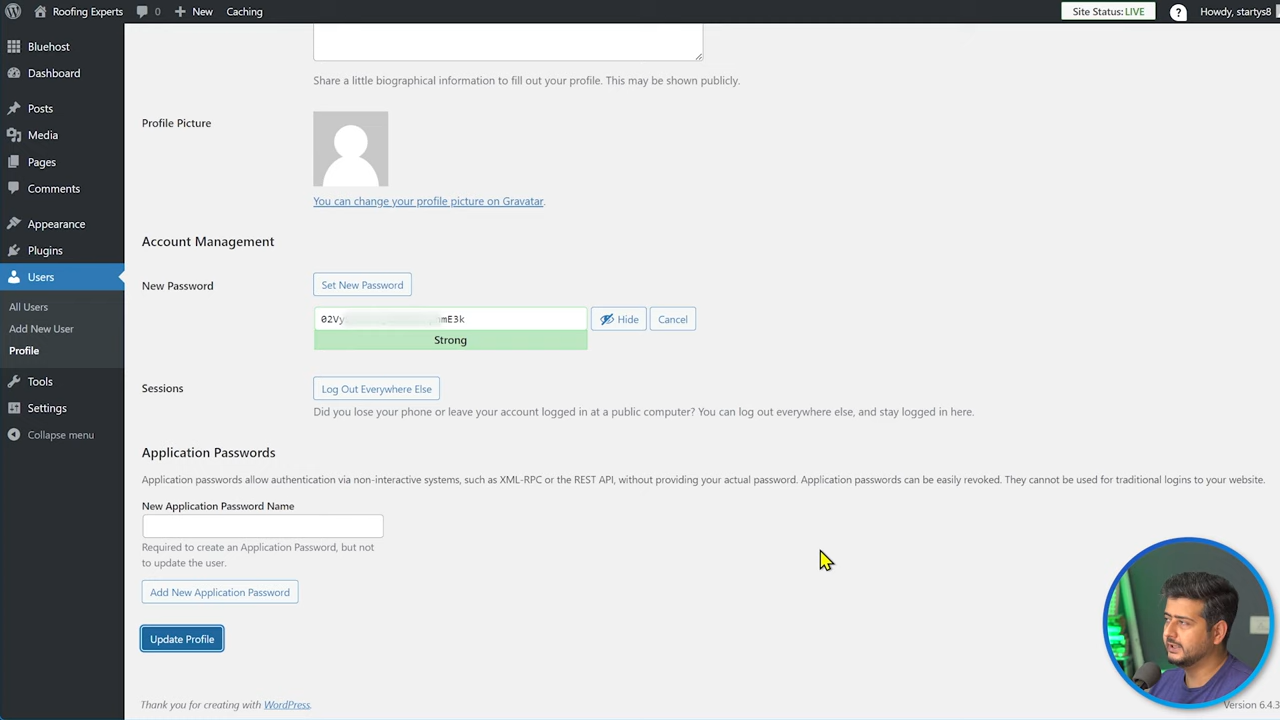 Roofing Experts 0 New Caching Site Status: LIVE ? Howdy, startys8
Bluehost
Dashboard
Posts
Media
Pages
Comments
Appearance
Plugins
Users
All Users
Add New User
Profile
Tools
Settings
Collapse menu
Share a little biographical information to fill out your profile. This may be shown publicly.
Profile Picture
You can change your profile picture on Gravatar.
Account Management
New Password
Set New Password
02Vy mE3k
Hide
Cancel
Strong
Sessions
Log Out Everywhere Else
Did you lose your phone or leave your account logged in at a public computer? You can log out everywhere else, and stay logged in here.
Application Passwords
Application passwords allow authentication via non-interactive systems, such as XML-RPC or the REST API, without providing your actual password. Application passwords can be easily revoked. They cannot be used for traditional logins to your website.
New Application Password Name
Required to create an Application Password, but not
to update the user.
Add New Application Password
Update Profile
Thank you for creating with WordPress.
Version 6.4.3